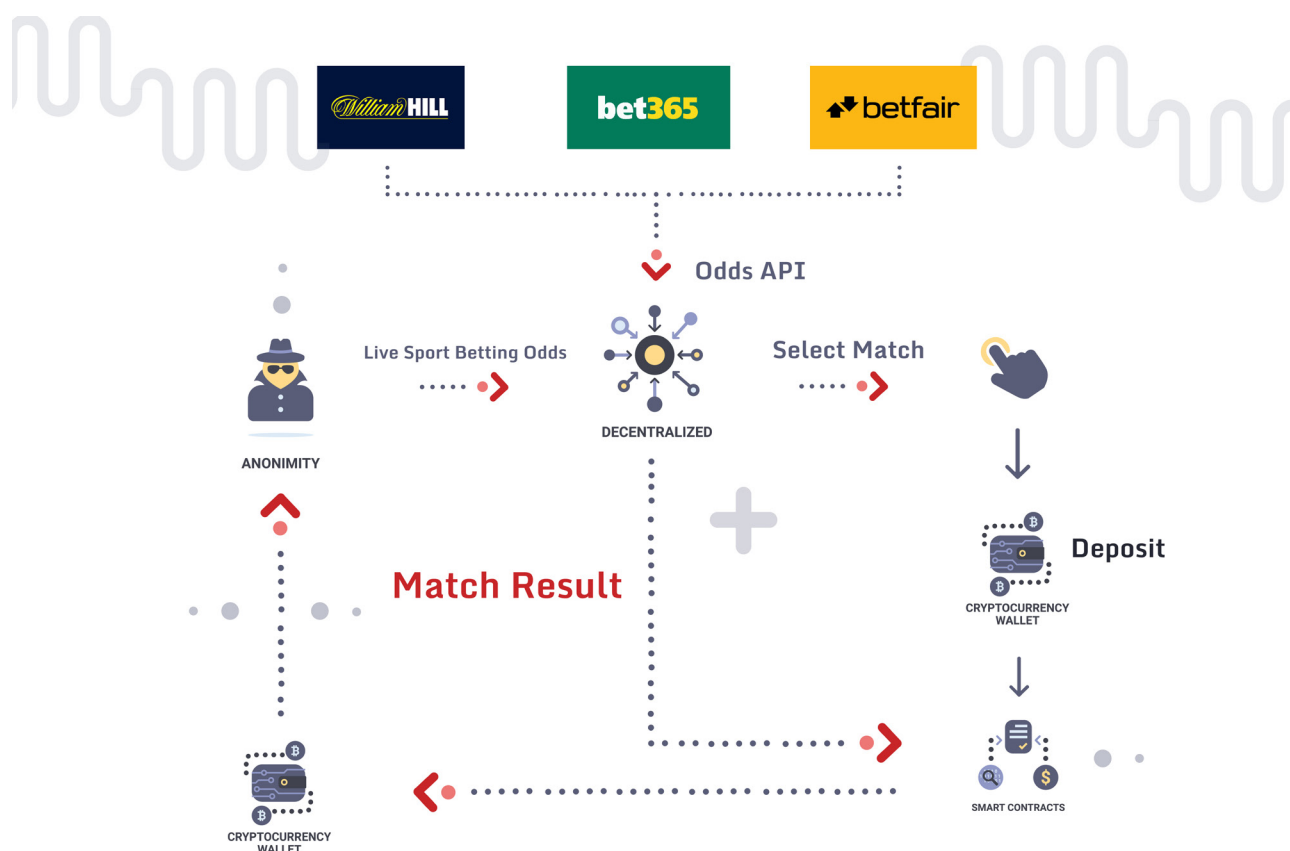 William HILL
bet365
betfair
Odds API
Live Sport Betting Odds
Select Match
DECENTRALIZED
ANONIMITY
Deposit
Match Result
CRYPTOCURRENCY
WALLET
SMART CONTRACTS
CRYPTOCURRENCY
WALLET